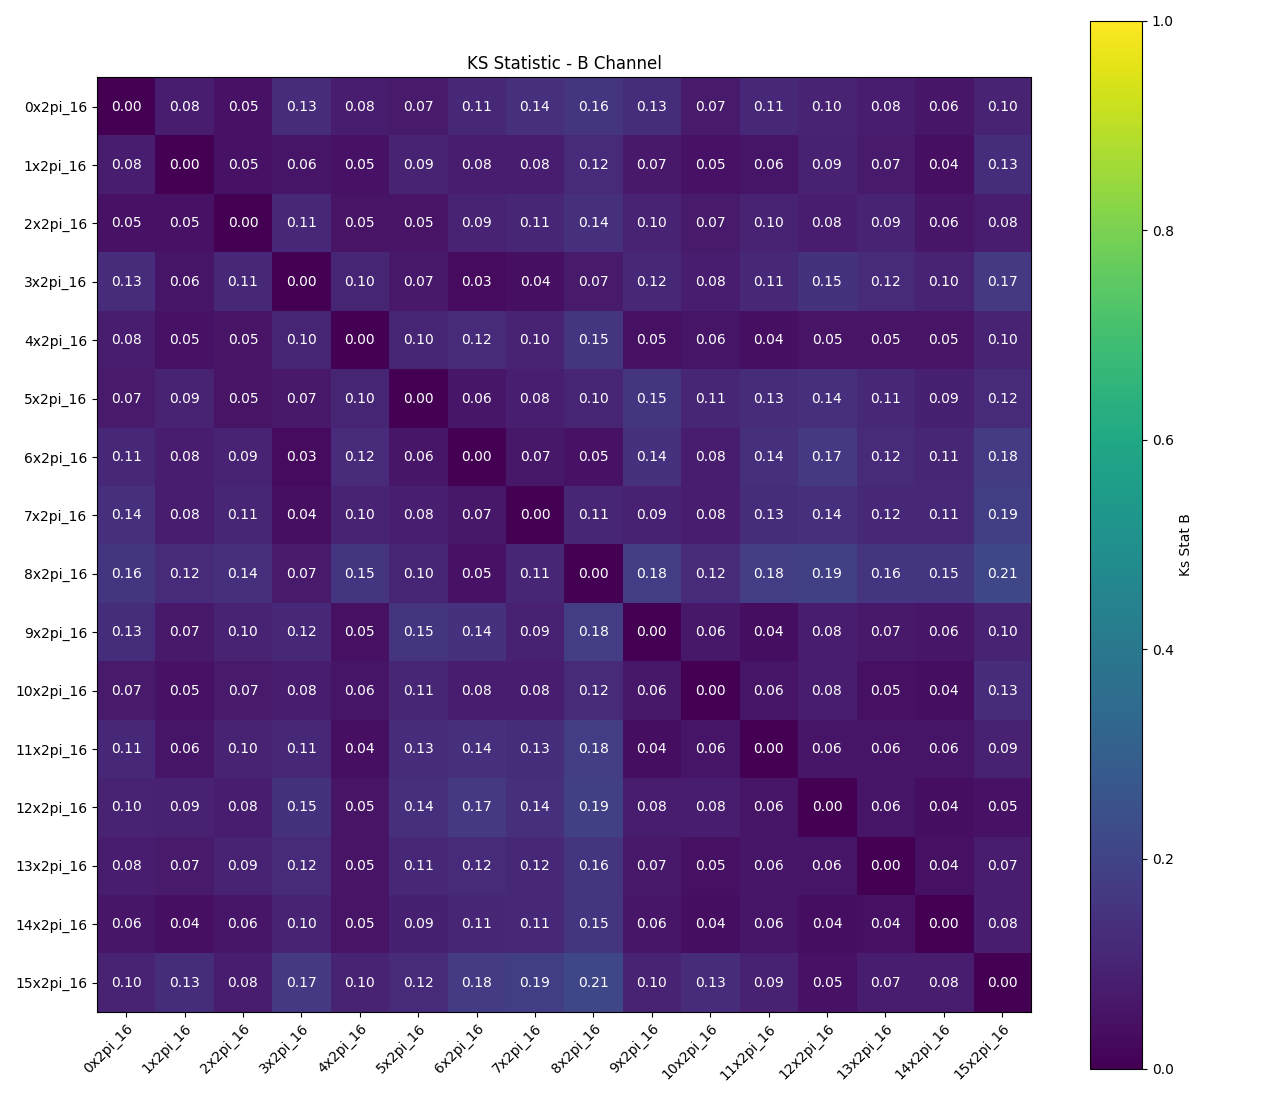 KS Statistic - B Channel
1.0
0x2pi_16 0.00 0.08 0.05 0.13 0.08 0.07 0.11 0.14 0.16 0.13 0.07 0.11 0.10 0.08 0.06 0.10
1x2pi_16 0.08 0.00 0.05 0.06 0.05 0.09 0.08 0.08 0.12 0.07 0.05 0.06 0.09 0.07 0.04 0.13
2x2pi_16 0.05 0.05 0.00 0.11 0.05 0.05 0.09 0.11 0.14 0.10 0.07 0.10 0.08 0.09 0.06 0.08
0.8
3x2pi_16 0.13 0.06 0.11 0.00 0.10 0.07 0.03 0.04 0.07 0.12 0.08 0.11 0.15 0.12 0.10 0.17
4x2pi_16 0.08 0.05 0.05 0.10 0.00 0.10 0.12 0.10 0.15 0.05 0.06 0.04 0.05 0.05 0.05 0.10
5x2pi_16 0.07 0.09 0.05 0.07 0.10 0.00 0.06 0.08 0.10 0.15 0.11 0.13 0.14 0.11 0.09 0.12
0.6
6x2pi_16 0.11 0.08 0.09 0.03 0.12 0.06 0.00 0.07 0.05 0.14 0.08 0.14 0.17 0.12 0.11 0.18
7x2pi_16 0.14 0.08 0.11 0.04 0.10 0.08 0.07 0.00 0.11 0.09 0.08 0.13 0.14 0.12 0.11 0.19
Ks Stat B
8x2pi_16 0.16 0.12 0.14 0.07 0.15 0.10 0.05 0.11 0.00 0.18 0.12 0.18 0.19 0.16 0.15 0.21
9x2pi_16 0.13 0.07 0.10 0.12 0.05 0.15 0.14 0.09 0.18 0.00 0.06 0.04 0.08 0.07 0.06 0.10
0.4
10x2pi_16 0.07 0.05 0.07 0.08 0.06 0.11 0.08 0.08 0.12 0.06 0.00 0.06 0.08 0.05 0.04 0.13
11x2pi_16 0.11 0.06 0.10 0.11 0.04 0.13 0.14 0.13 0.18 0.04 0.06 0.00 0.06 0.06 0.06 0.09
12x2pi_16 0.10 0.09 0.08 0.15 0.05 0.14 0.17 0.14 0.19 0.08 0.08 0.06 0.00 0.06 0.04 0.05
0.2
13x2pi_16 0.08 0.07 0.09 0.12 0.05 0.11 0.12 0.12 0.16 0.07 0.05 0.06 0.06 0.00 0.04 0.07
14x2pi_16 0.06 0.04 0.06 0.10 0.05 0.09 0.11 0.11 0.15 0.06 0.04 0.06 0.04 0.04 0.00 0.08
15x2pi_16 0.10 0.13 0.08 0.17 0.10 0.12 0.18 0.19 0.21 0.10 0.13 0.09 0.05 0.07 0.08 0.00
0.0
0x2pi_16 1x2pi_16 2x2pi_16 3x2pi_16 4x2pi_16 5x2pi_16 6x2pi_16 7x2pi_16 8x2pi_16 9x2pi_16 10x2pi_16 11x2pi_16 12x2pi_16 13x2pi_16 14x2pi_16 15x2pi_16